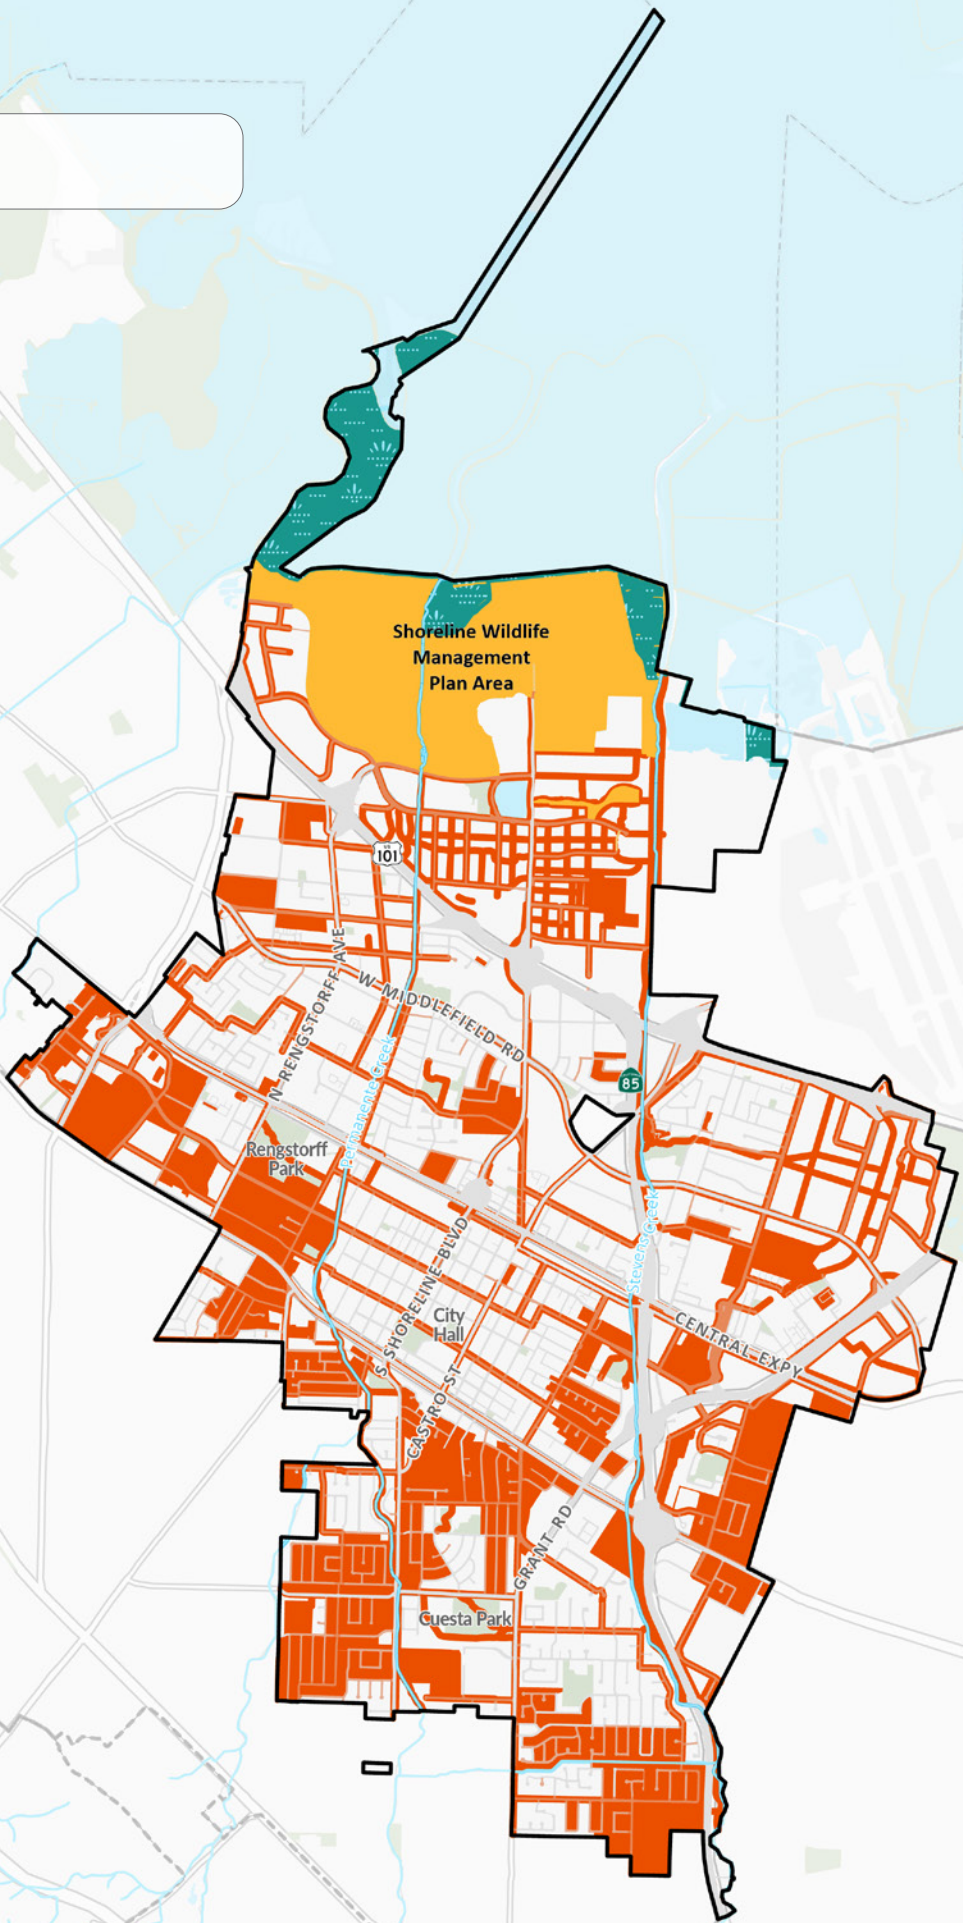 Shoreline Wildlife
Management
Plan Area
US
101
N RENGSTORFF AVE
W MIDDLEFIELD RD
85
Permanente Creek
Rengstorff
Park
Stevens Creek
S SHORELINE BLVD
City
Hall
CENTRAL EXPY
CASTRO ST
GRANT RD
Cuesta Park